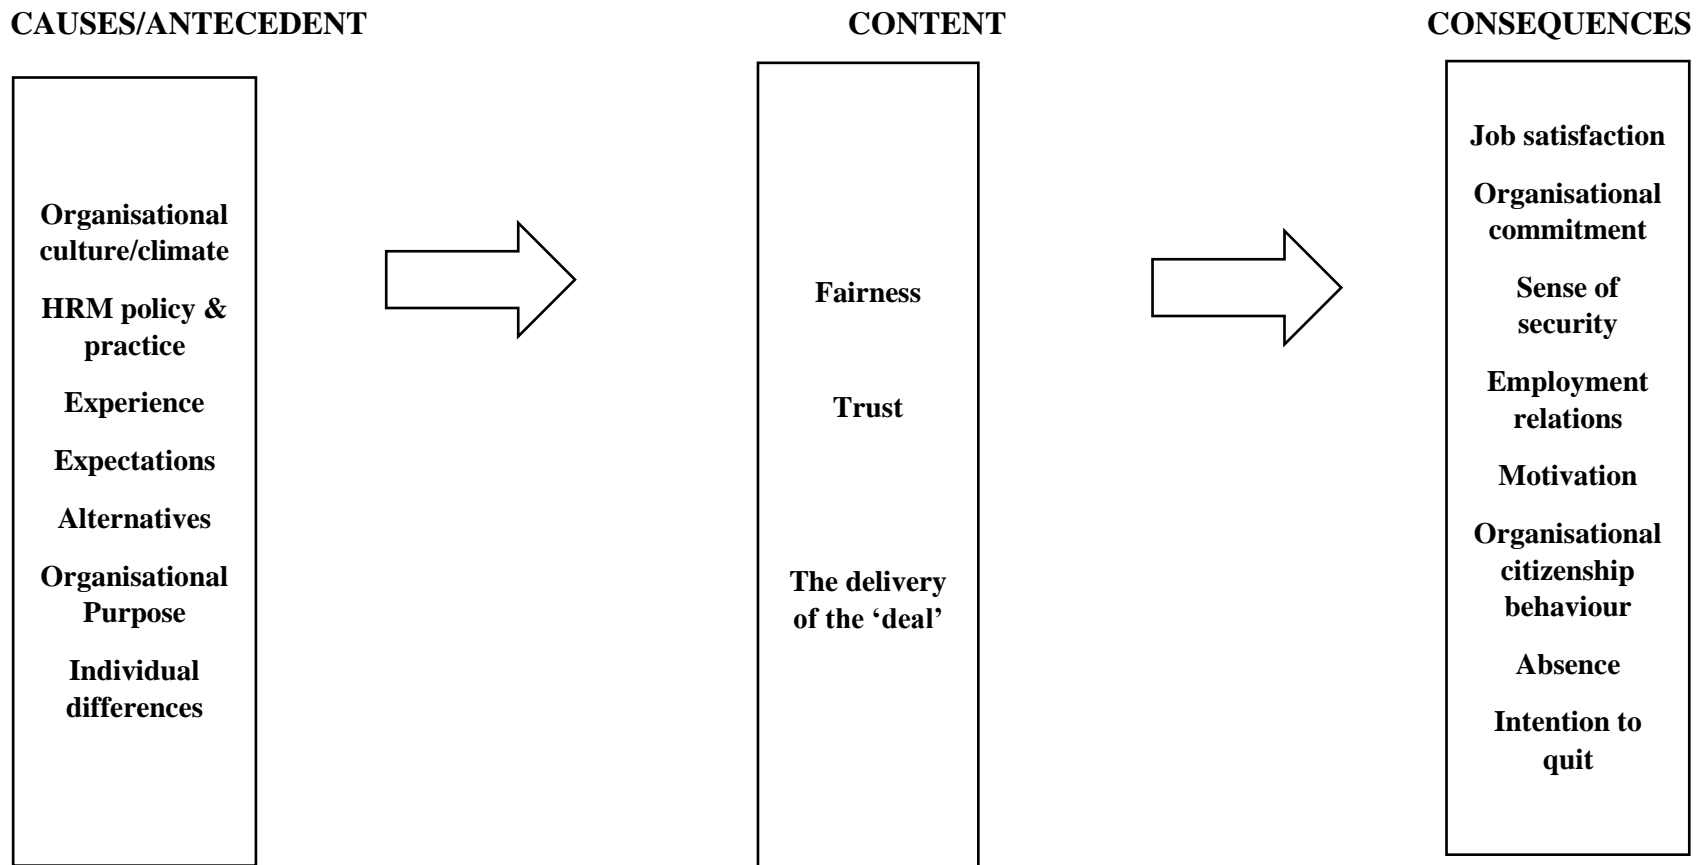 CAUSES/ANTECEDENT
CONTENT
CONSEQUENCES
Organisational
culture/climate
HRM policy &
practice
Experience
Expectations
Alternatives
Organisational
Purpose
Individual
differences
Fairness
Trust
The delivery
of the ‘deal’
Job satisfaction
Organisational
commitment
Sense of
security
Employment
relations
Motivation
Organisational
citizenship
behaviour
Absence
Intention to
quit